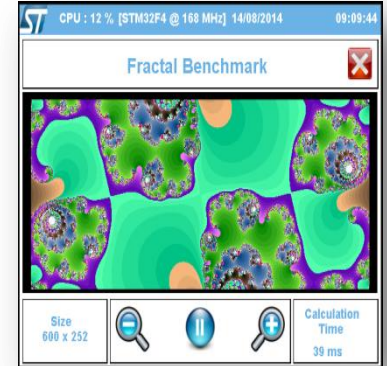 ST CPU : 12 % [STM32F4 @ 168 MHz] 14/08/2014 09:09:44
Fractal Benchmark
Size
600 x 252
Calculation
Time
39 ms